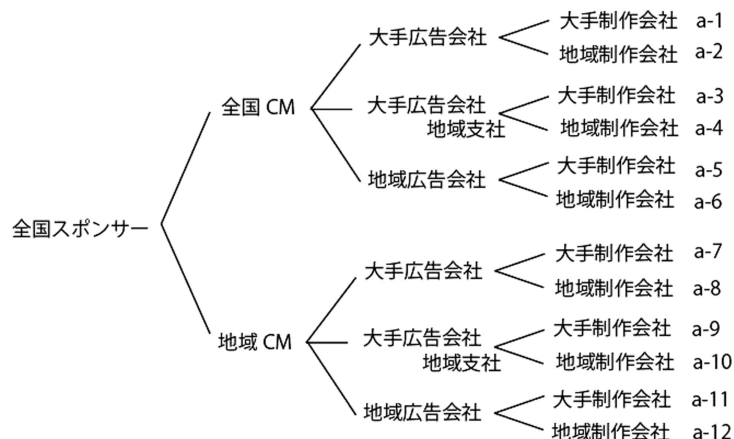 全国スポンサー
全国 CM
大手広告会社
大手制作会社 a-1
地域制作会社 a-2
大手広告会社
地域支社
大手制作会社 a-3
地域制作会社 a-4
地域広告会社
大手制作会社 a-5
地域制作会社 a-6
地域 CM
大手広告会社
大手制作会社 a-7
地域制作会社 a-8
大手広告会社
地域支社
大手制作会社 a-9
地域制作会社 a-10
地域広告会社
大手制作会社 a-11
地域制作会社 a-12